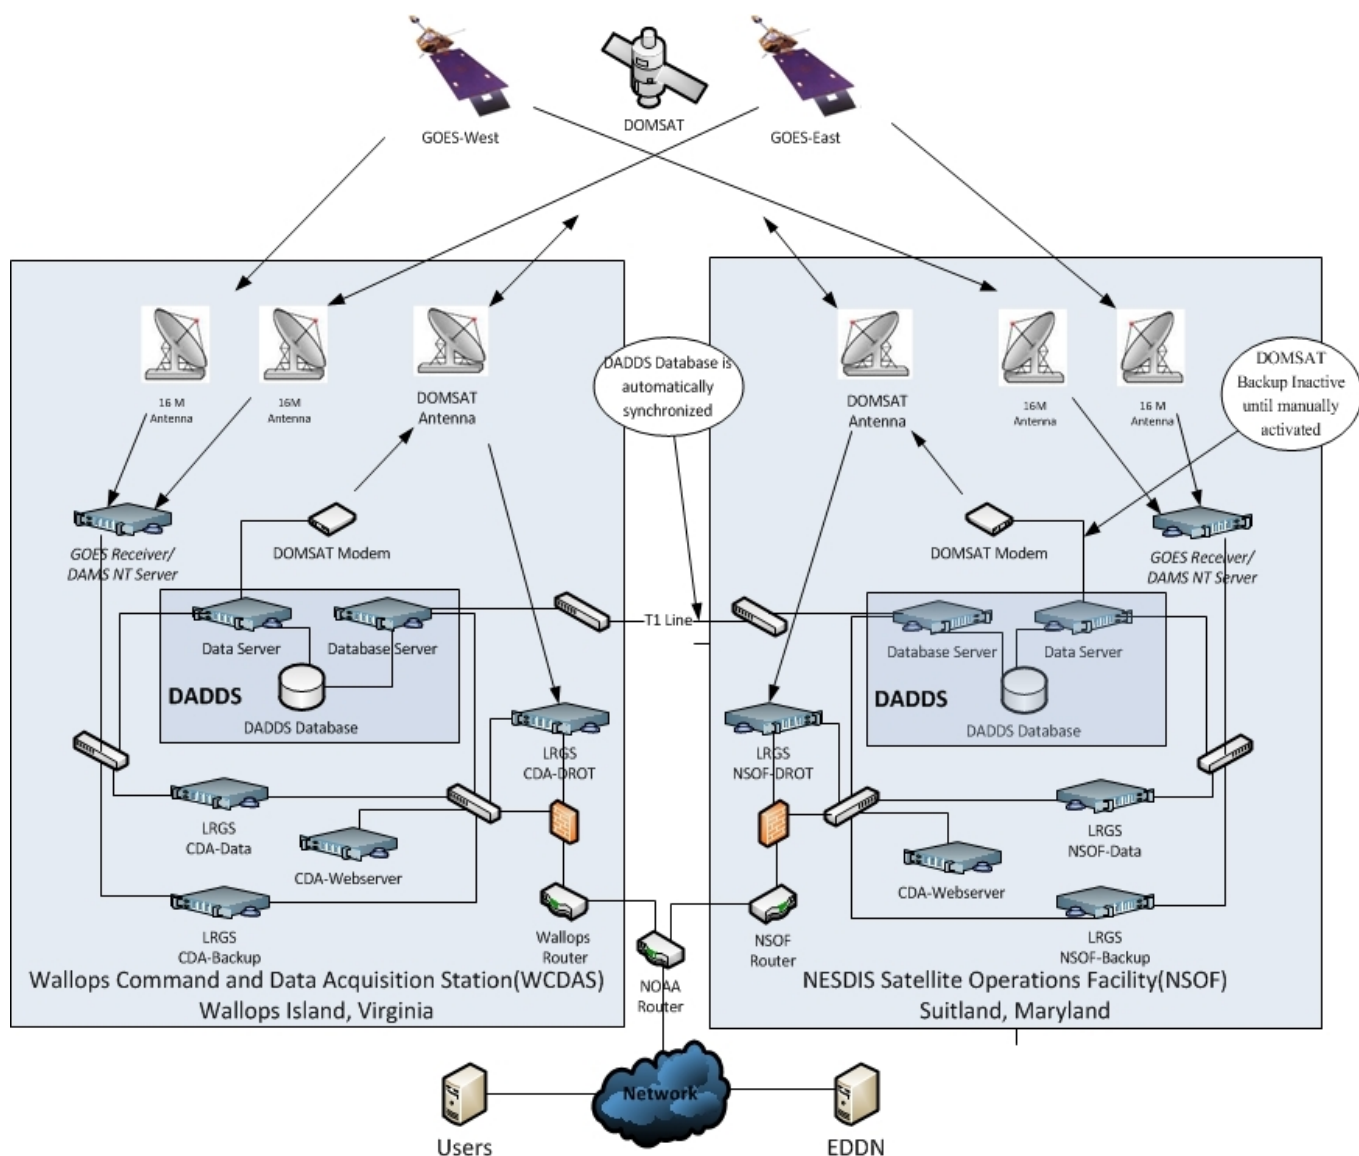 GOES-West
DOMSAT
GOES-East
16 M
Antenna
16M
Antenna
DOMSAT
Antenna
DADDS Database is
automatically
synchronized
DOMSAT
Antenna
16M
Antenna
16 M
Antenna
DOMSAT
Backup Inactive
until manually
activated
GOES Receiver/
DAMS NT Server
DOMSAT Modem
DOMSAT Modem
GOES Receiver/
DAMS NT Server
Data Server
Database Server
DADDS
DADDS Database
T1 Line
Database Server
Data Server
DADDS
DADDS Database
LRGS
CDA-DROT
LRGS
NSOF-DROT
LRGS
CDA-Data
CDA-Webserver
LRGS
CDA-Backup
Wallops
Router
LRGS
NSOF-Data
CDA-Webserver
LRGS
NSOF-Backup
NSOF
Router
NOAA
Router
Wallops Command and Data Acquisition Station(WCDAS)
Wallops Island, Virginia
NESDIS Satellite Operations Facility(NSOF)
Suitland, Maryland
Network
Users
EDDN